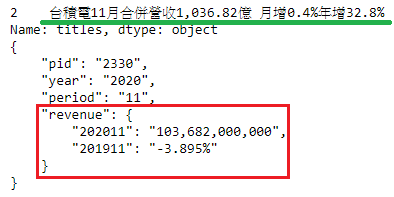 2 台積電11月合併營收1,036.82億 月增0.4%年增32.8%
Name: titles, dtype: object
{
"pid": "2330",
"year": "2020",
"period": "11",
"revenue": {
"202011": "103,682,000,000",
"201911": "-3.895%"
}
}